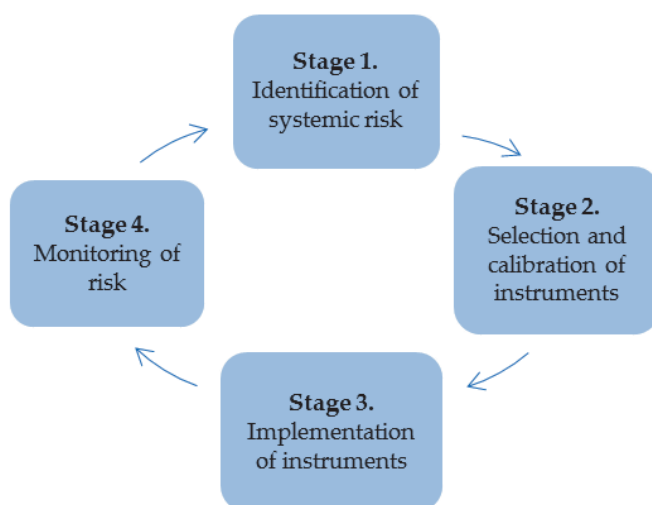 Stage 1.
Identification of
systemic risk
Stage 2.
Selection and
calibration of
instruments
Stage 3.
Implementation
of instruments
Stage 4.
Monitoring of
risk